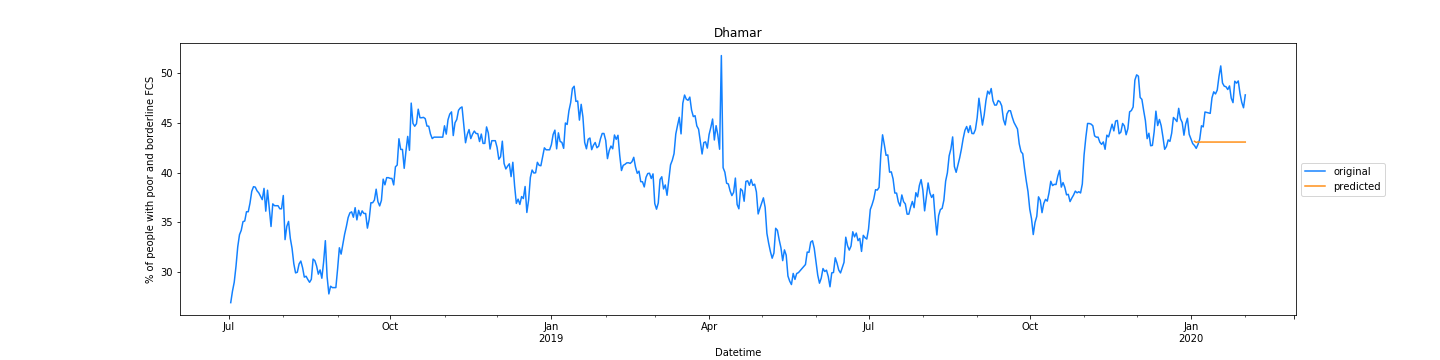 Dhamar
% of people with poor and borderline FCS
50
45
40
35
30
Jul
Oct
Jan
2019
Apr
Jul
Oct
Jan
2020
Datetime
original
predicted